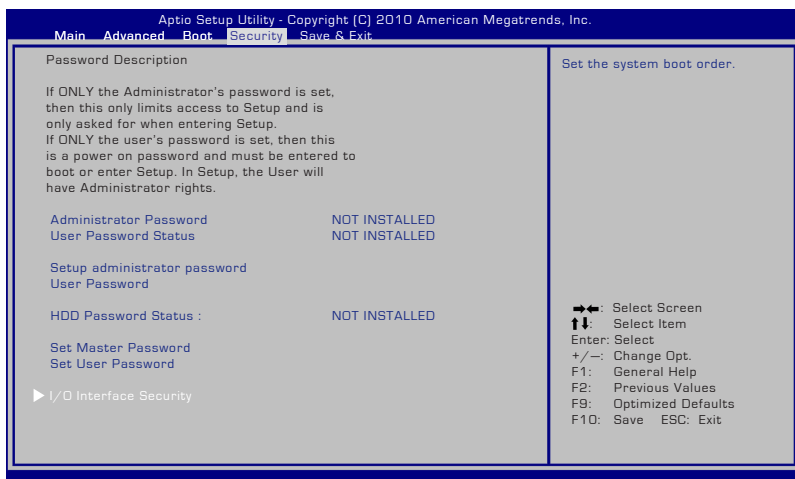 Aptio Setup Utility - Copyright (C) 2010 American Megatrends, Inc.
Main Advanced Boot Security Save & Exit
Password Description
If ONLY the Administrator's password is set,
then this only limits access to Setup and is
only asked for when entering Setup.
If ONLY the user's password is set, then this
is a power on password and must be entered to
boot or enter Setup. In Setup, the User will
have Administrator rights.
Administrator Password NOT INSTALLED
User Password Status NOT INSTALLED
Setup administrator password
User Password
HDD Password Status : NOT INSTALLED
Set Master Password
Set User Password
▶ I/O Interface Security
Set the system boot order.
→←: Select Screen
↑↓: Select Item
Enter: Select
+/—: Change Opt.
F1: General Help
F2: Previous Values
F9: Optimized Defaults
F10: Save ESC: Exit